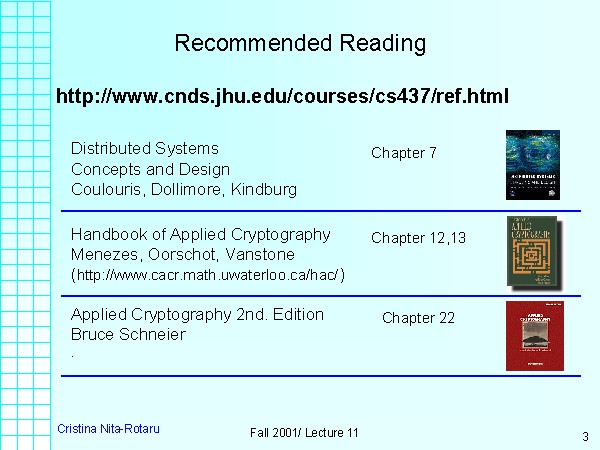 Recommended Reading
http://www.cnds.jhu.edu/courses/cs437/ref.html
Distributed Systems
Concepts and Design
Coulouris, Dollimore, Kindburg
Chapter 7
Handbook of Applied Cryptography
Menezes, Oorschot, Vanstone
(http://www.cacr.math.uwaterloo.ca/hac/)
Chapter 12,13
Applied Cryptography 2nd. Edition
Bruce Schneier
.
Chapter 22
APPLIED
CRYPTOGRAPHY
Cristina Nita-Rotaru
Fall 2001/ Lecture 11
3